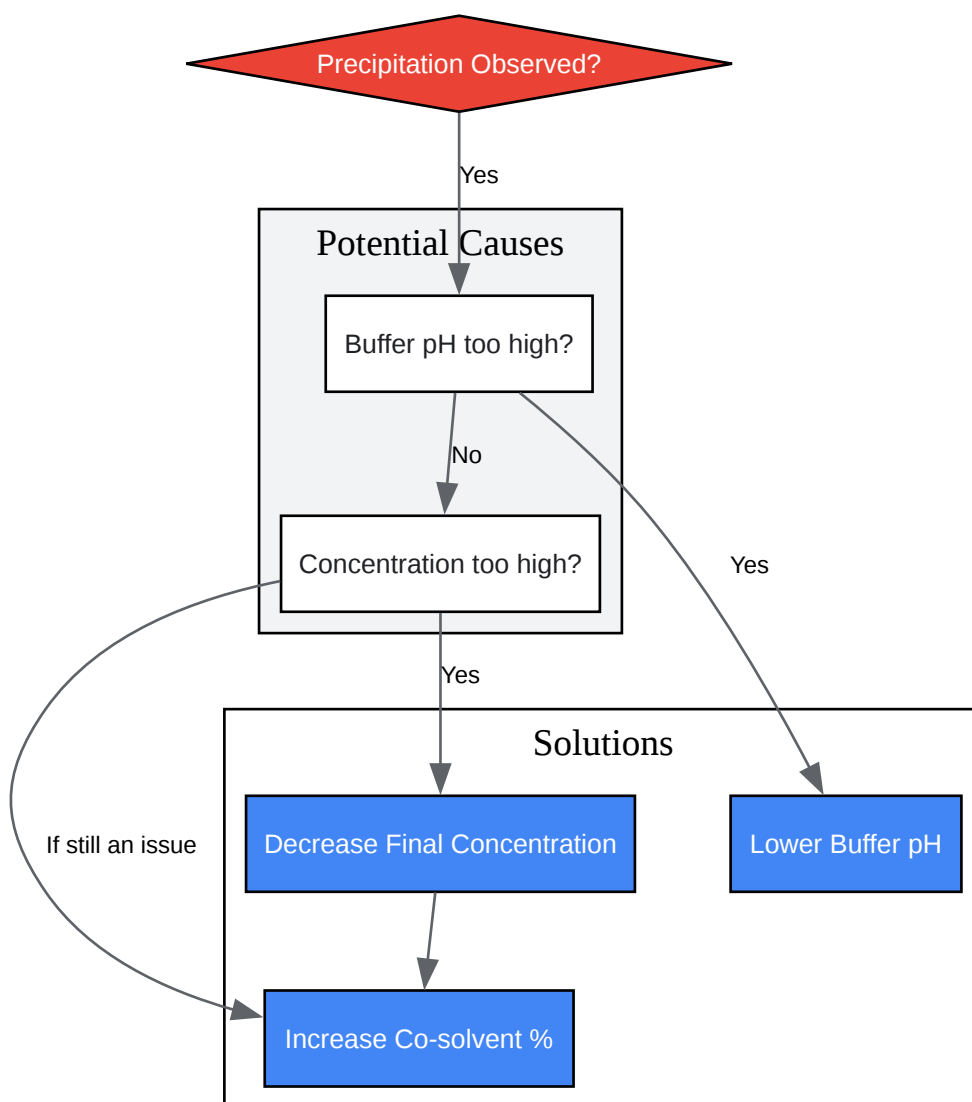 Precipitation Observed?
Yes
Potential Causes
Buffer pH too high?
No
Concentration too high?
Yes
Yes
Solutions
Decrease Final Concentration
Lower Buffer pH
If still an issue
Increase Co-solvent %